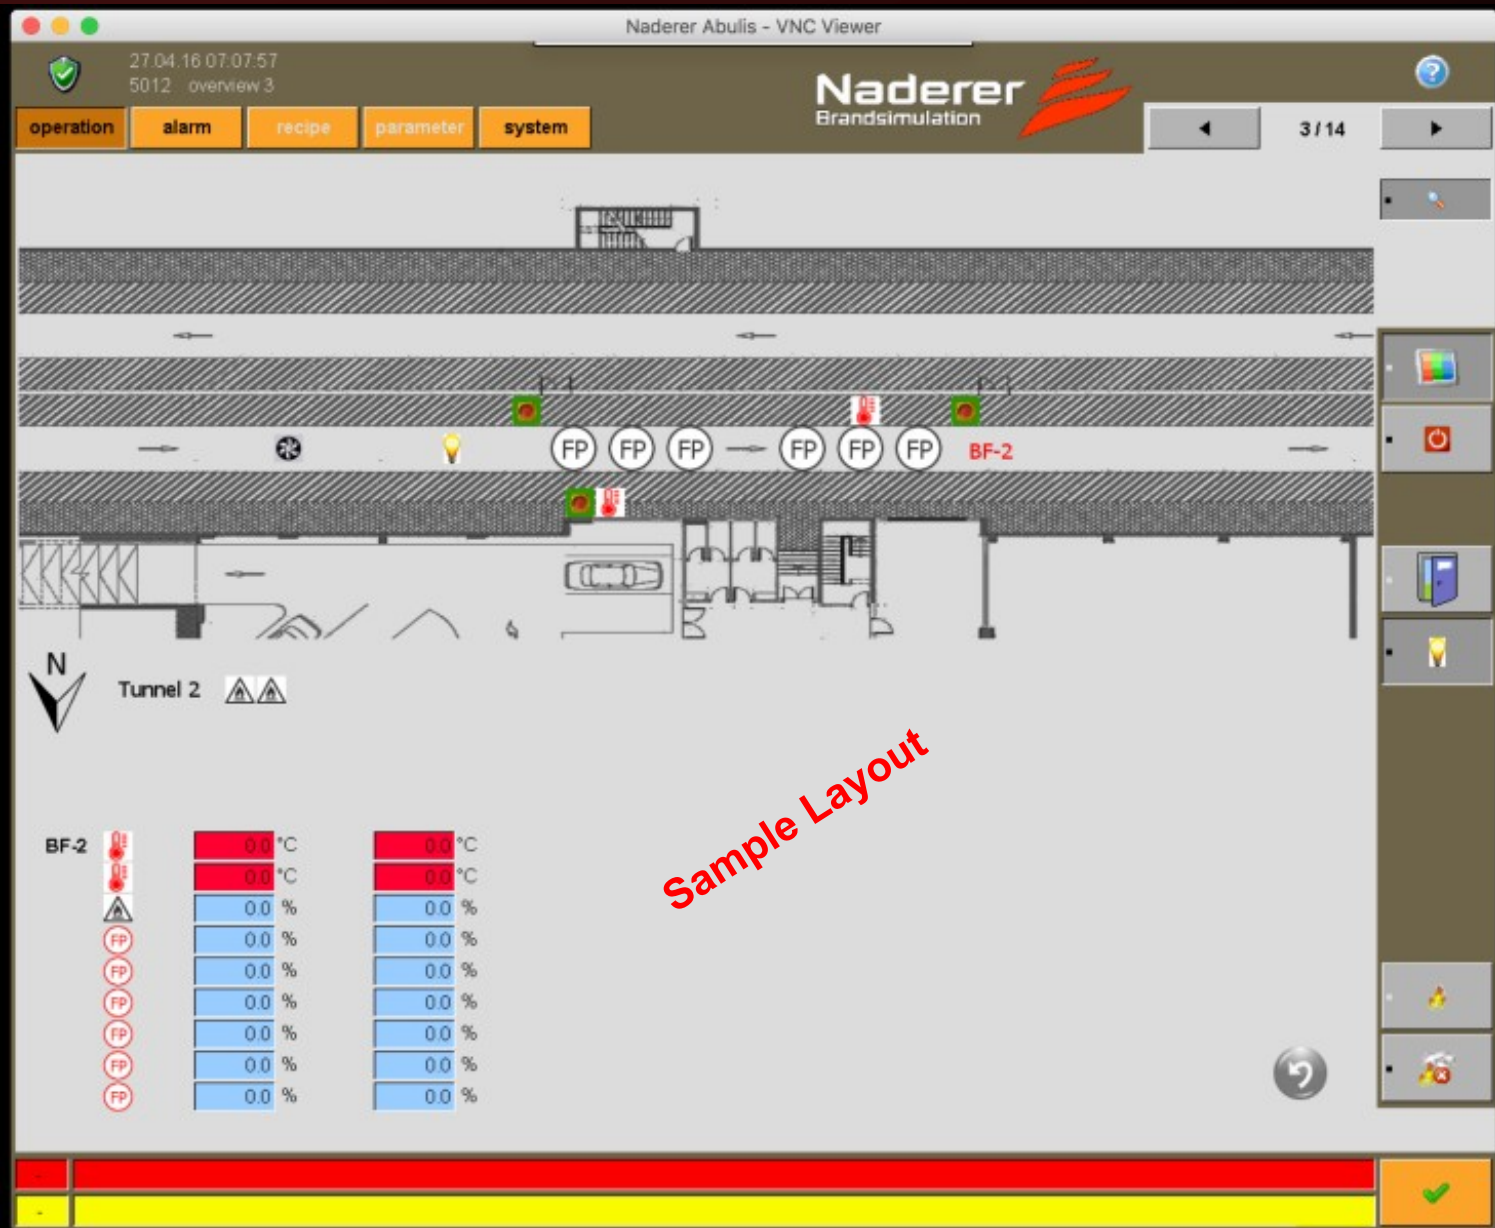 Naderer Abulis - VNC Viewer
27.04.16 07:07:57
5012 overview 3
Naderer
Brandsimulation
operation alarm recipe parameter system
3 / 14
FP FP FP FP FP FP BF-2
N
Tunnel 2
Sample Layout
BF-2 0.0 °C 0.0 °C
0.0 °C 0.0 °C
0.0 % 0.0 %
FP 0.0 % 0.0 %
FP 0.0 % 0.0 %
FP 0.0 % 0.0 %
FP 0.0 % 0.0 %
FP 0.0 % 0.0 %
FP 0.0 % 0.0 %
-
-